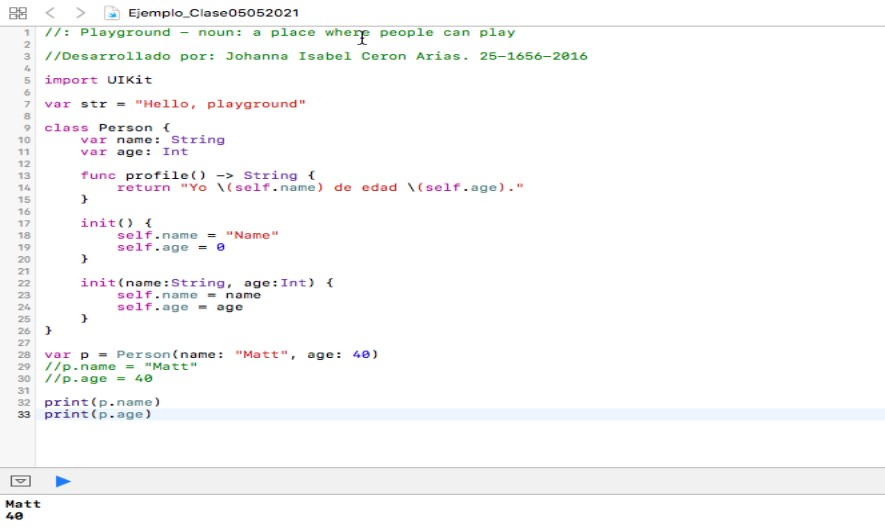 Ejemplo_Clase05052021
1 //: Playground – noun: a place where people can play
2
3 //Desarrollado por: Johanna Isabel Ceron Arias. 25–1656–2016
4
5 import UIKit
6
7 var str = "Hello, playground"
8
9 class Person {
10     var name: String
11     var age: Int
12
13     func profile() –> String {
14         return "Yo \(self.name) de edad \(self.age)."
15     }
16
17     init() {
18         self.name = "Name"
19         self.age = 0
20     }
21
22     init(name:String, age:Int) {
23         self.name = name
24         self.age = age
25     }
26 }
27
28 var p = Person(name: "Matt", age: 40)
29 //p.name = "Matt"
30 //p.age = 40
31
32 print(p.name)
33 print(p.age)
Matt
40